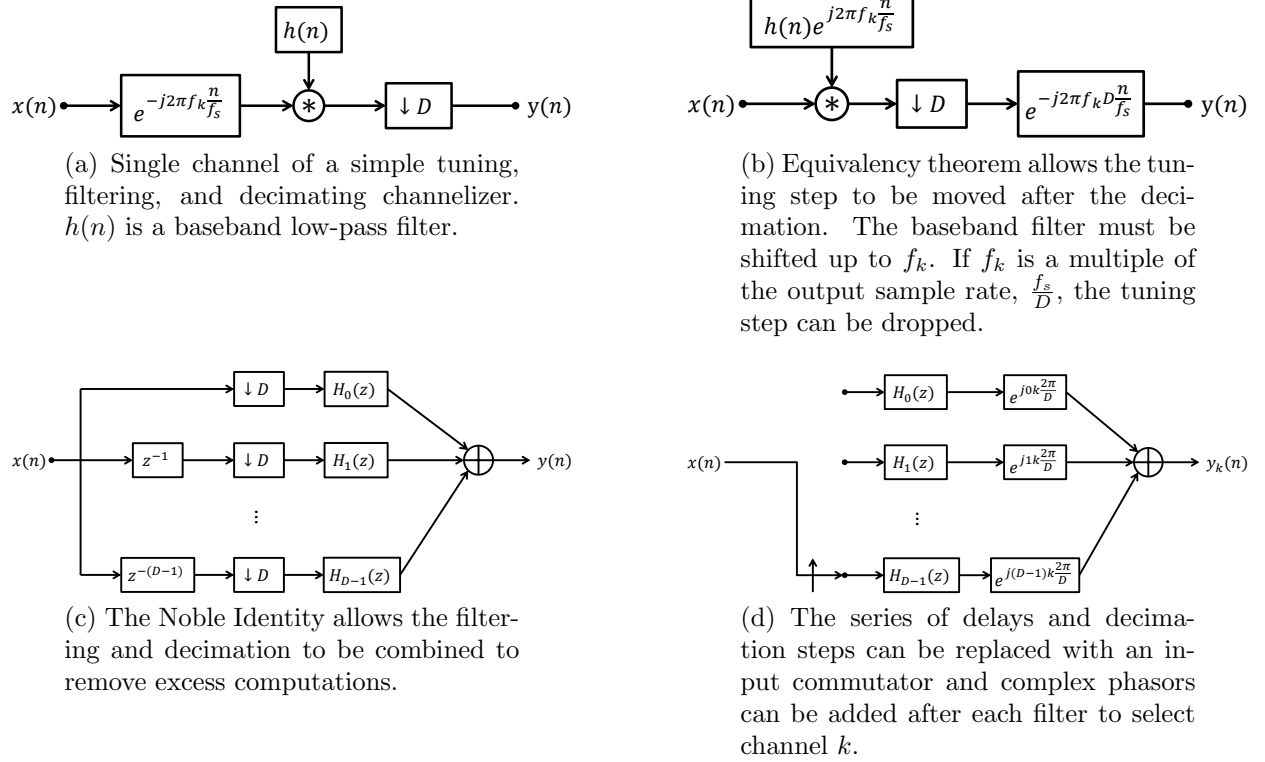 h(n)
x(n) e^{-j2πf_k n/f_s} * ↓D y(n)
(a) Single channel of a simple tuning,
filtering, and decimating channelizer.
h(n) is a baseband low-pass filter.
h(n)e^{j2πf_k n/f_s}
x(n) * ↓D e^{-j2πf_k D n/f_s} y(n)
(b) Equivalency theorem allows the tun-
ing step to be moved after the deci-
mation. The baseband filter must be
shifted up to f_k. If f_k is a multiple of
the output sample rate, f_s/D, the tuning
step can be dropped.
↓D H_0(z)
x(n) z^{-1} ↓D H_1(z) y(n)
⋮
z^{-(D-1)} ↓D H_{D-1}(z)
(c) The Noble Identity allows the filter-
ing and decimation to be combined to
remove excess computations.
H_0(z) e^{j0k 2π/D}
x(n) H_1(z) e^{j1k 2π/D} y_k(n)
⋮
H_{D-1}(z) e^{j(D-1)k 2π/D}
(d) The series of delays and decima-
tion steps can be replaced with an in-
put commutator and complex phasors
can be added after each filter to select
channel k.